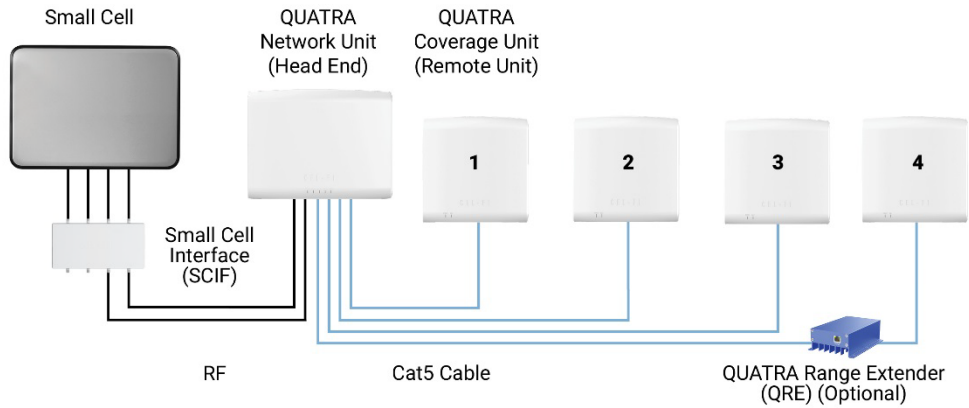 Small Cell
QUATRA
Network Unit
(Head End)
QUATRA
Coverage Unit
(Remote Unit)
1
2
3
4
Small Cell
Interface
(SCIF)
RF
Cat5 Cable
QUATRA Range Extender
(QRE) (Optional)